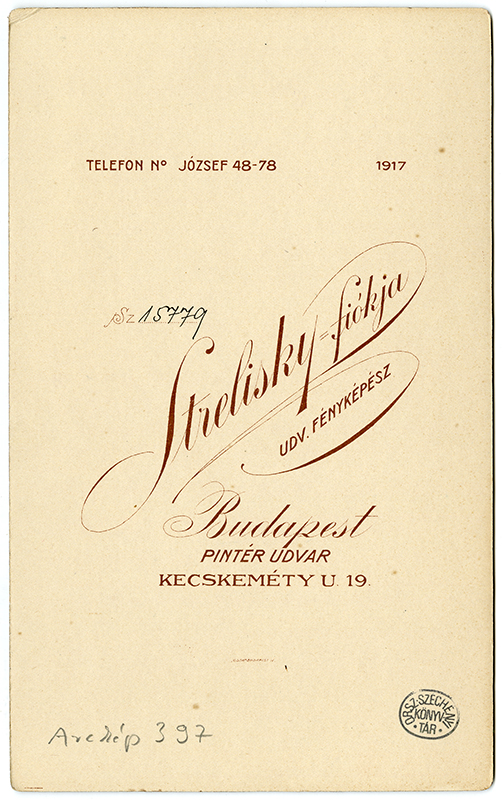 TELEFON Nº JÓZSEF 48-78 1917
Sz 15779
Strelisky=fiókja
UDV. FÉNYKÉPÉSZ
Budapest
PINTÉR UDVAR
KECSKEMÉTY U. 19.
Arckép 397
ORSZ. SZÉCHÉNYI
KÖNYV
TÁR